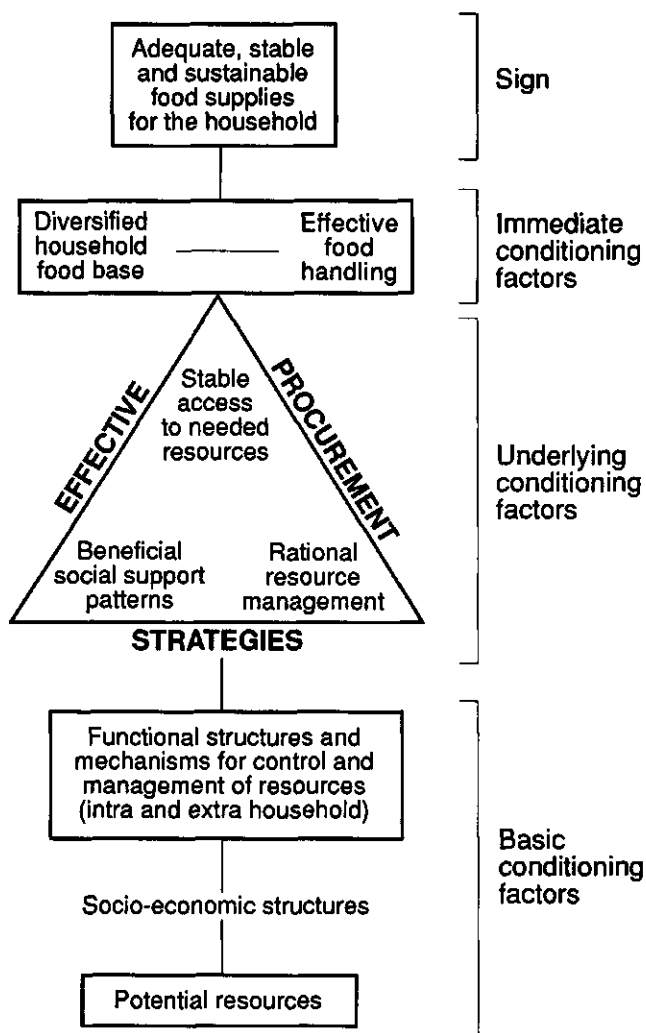 Adequate, stable
and sustainable
food supplies
for the household
Sign
Diversified
household
food base
Effective
food
handling
Immediate
conditioning
factors
EFFECTIVE
PROCUREMENT
Stable
access
to needed
resources
Underlying
conditioning
factors
Beneficial
social support
patterns
Rational
resource
management
STRATEGIES
Functional structures and
mechanisms for control and
management of resources
(intra and extra household)
Basic
conditioning
factors
Socio-economic structures
Potential resources